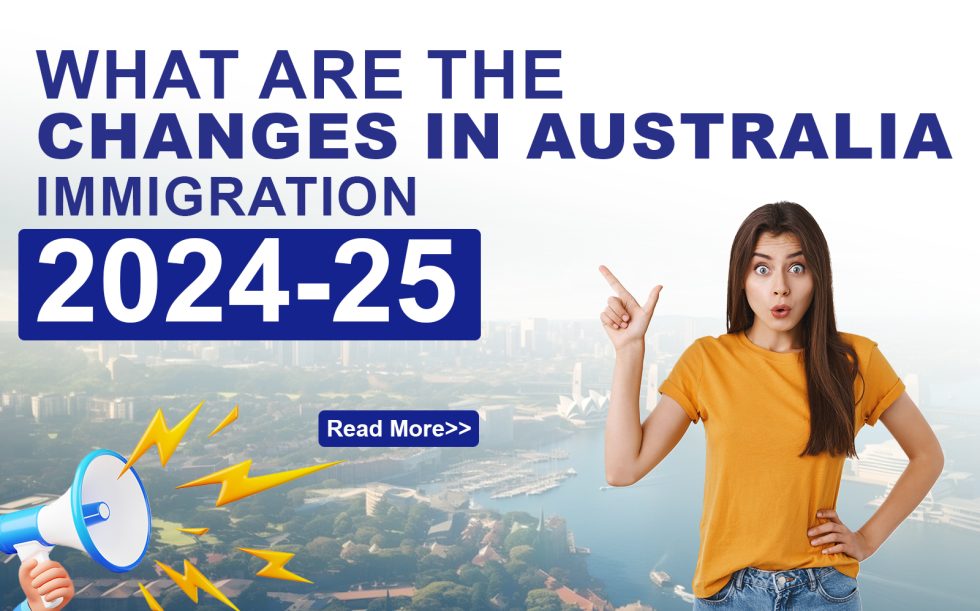 WHAT ARE THE
CHANGES IN AUSTRALIA
IMMIGRATION
2024-25
Read More>>